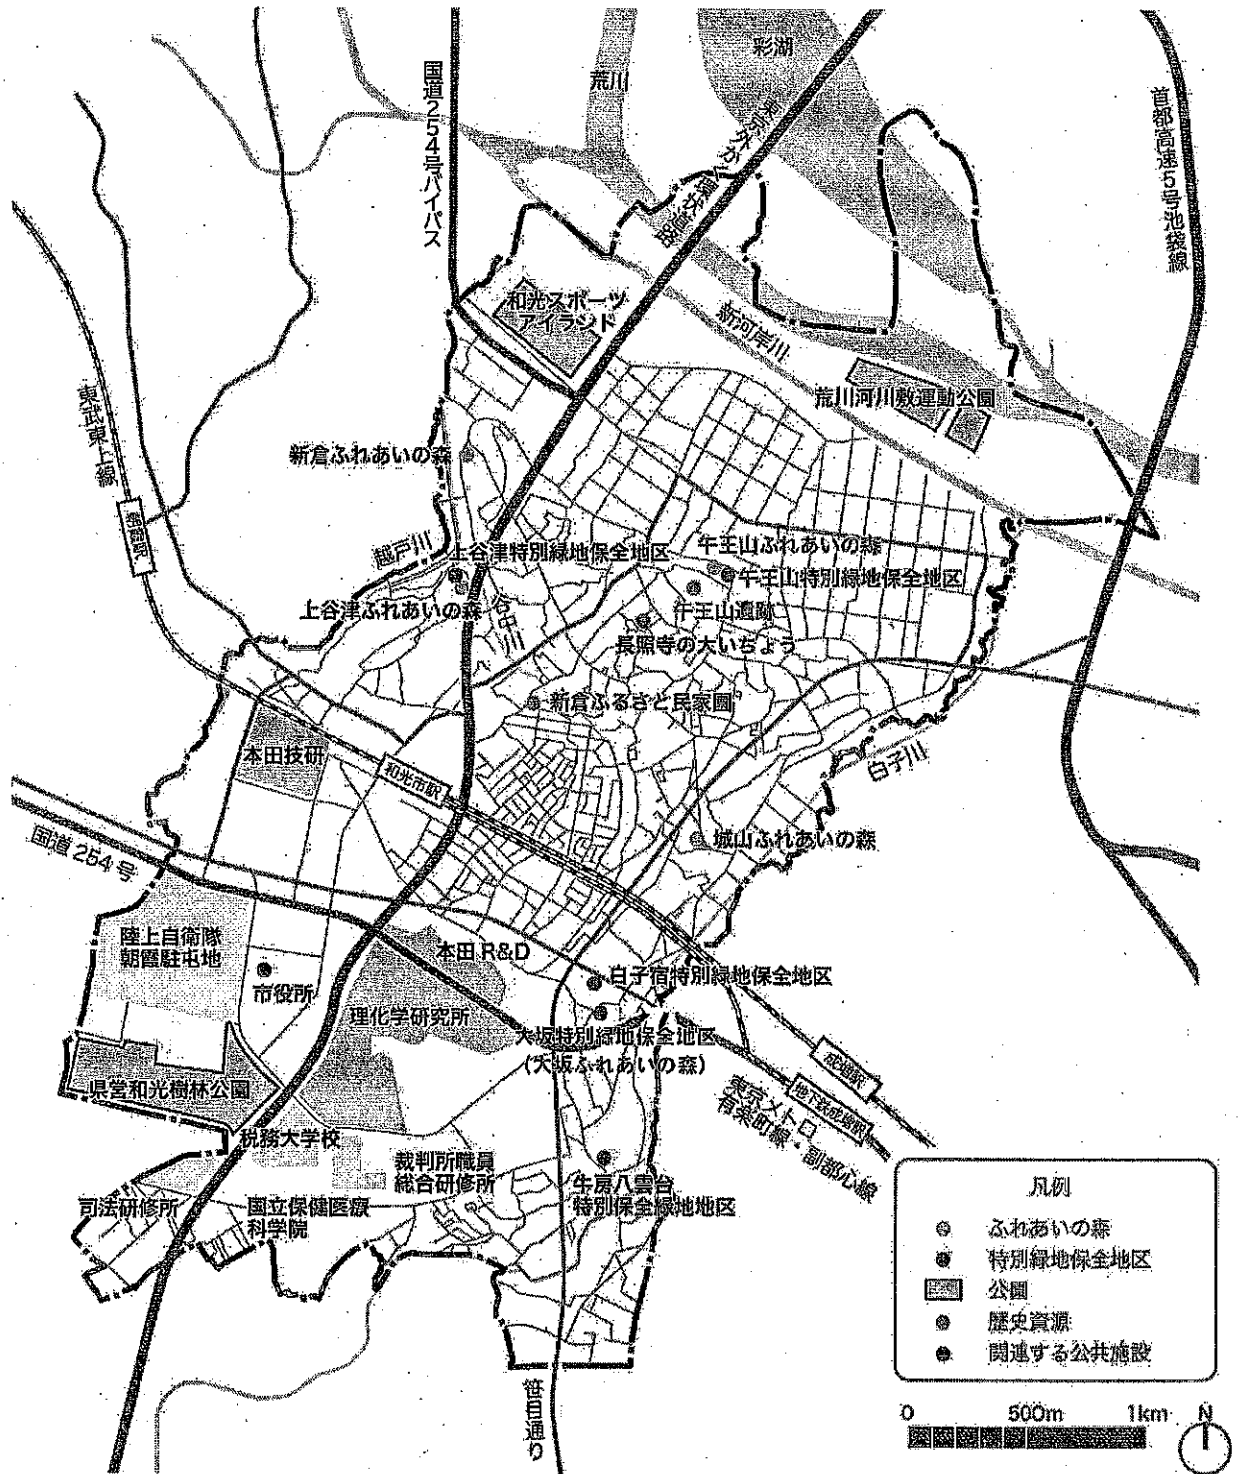 彩湖
荒川
国道254号バイパス
東京外かく環状道路
首都高速5号池袋線
和光スポーツ
アイランド
新河岸川
荒川河川敷運動公園
東武東上線
新倉ふれあいの森
朝霞駅
越戸川
上谷津特別緑地保全地区
午王山ふれあいの森
午王山特別緑地保全地区
上谷津ふれあいの森
谷中川
午王山遺跡
長照寺の大いちょう
新倉ふるさと民家園
本田技研
和光市駅
白子川
国道254号
城山ふれあいの森
陸上自衛隊
朝霞駐屯地
本田R&D
市役所
白子宿特別緑地保全地区
理化学研究所
大坂特別緑地保全地区
(大坂ふれあいの森)
成増駅
県営和光樹林公園
地下鉄成増駅
東京メトロ
有楽町線・副都心線
税務大学校
裁判所職員
総合研修所
牛房八雲台
特別保全緑地地区
司法研修所
国立保健医療
科学院
凡例
ふれあいの森
特別緑地保全地区
公園
歴史資源
関連する公共施設
笹目通り
0 500m 1km N